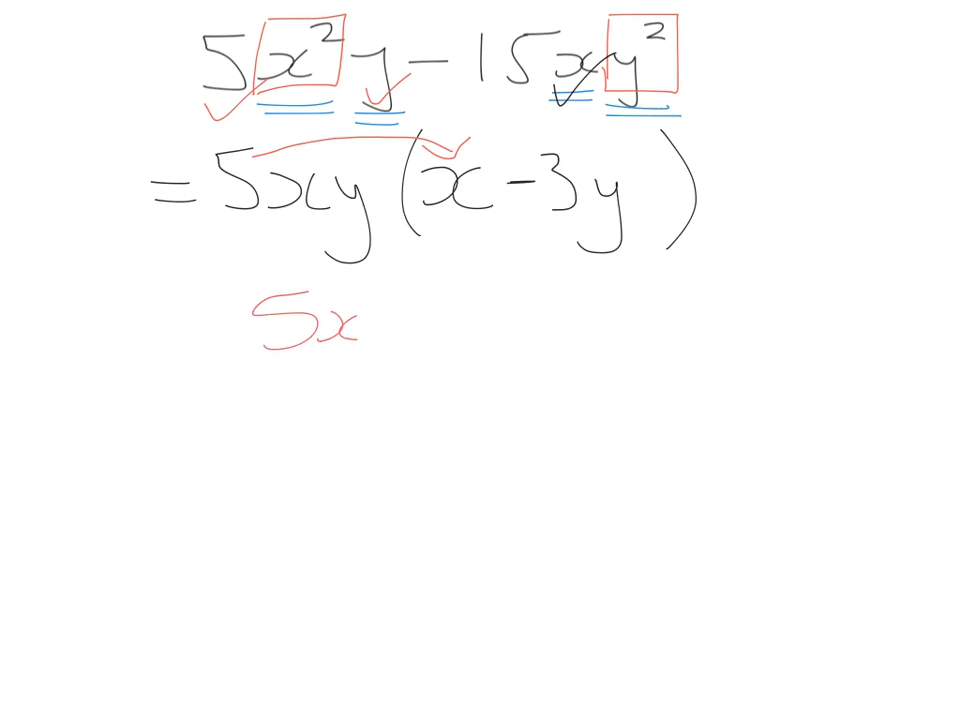 5x²y - 15xy²
= 5xy(x - 3y)
5x